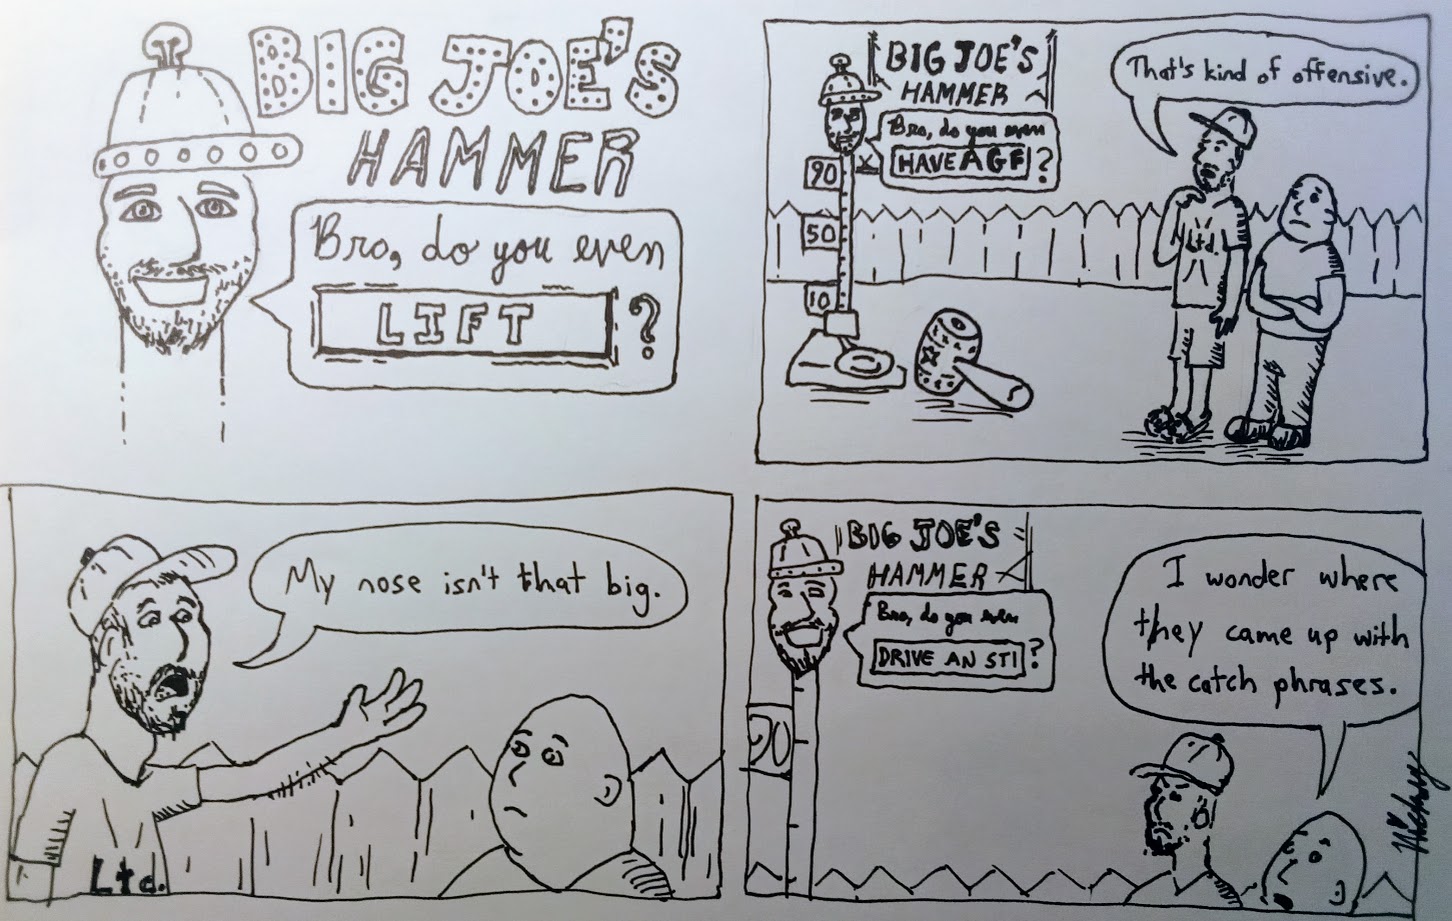 BIG JOE'S
HAMMER
Bro, do you even
LIFT ?
BIG JOE'S
HAMMER
Bro, do you even
HAVE AGF ?
90
50
10
That's kind of offensive.
Ltd.
My nose isn't that big.
Ltd.
BIG JOE'S
HAMMER
Bro, do you even
DRIVE AN STI ?
90
I wonder where
they came up with
the catch phrases.